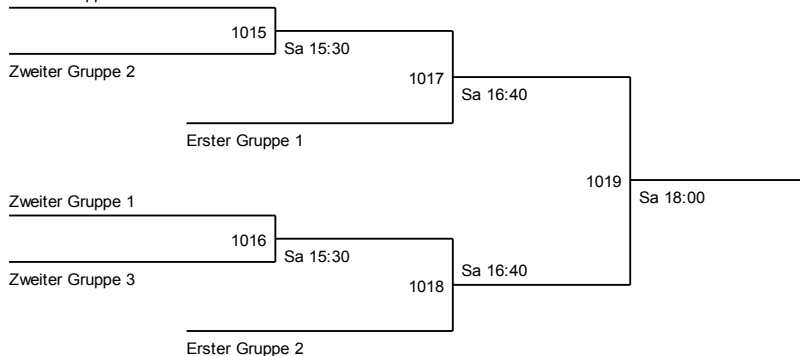 1015
Sa 15:30
Zweiter Gruppe 2
1017
Sa 16:40
Erster Gruppe 1
1019
Sa 18:00
Zweiter Gruppe 1
1016
Sa 15:30
Zweiter Gruppe 3
Sa 16:40
1018
Erster Gruppe 2